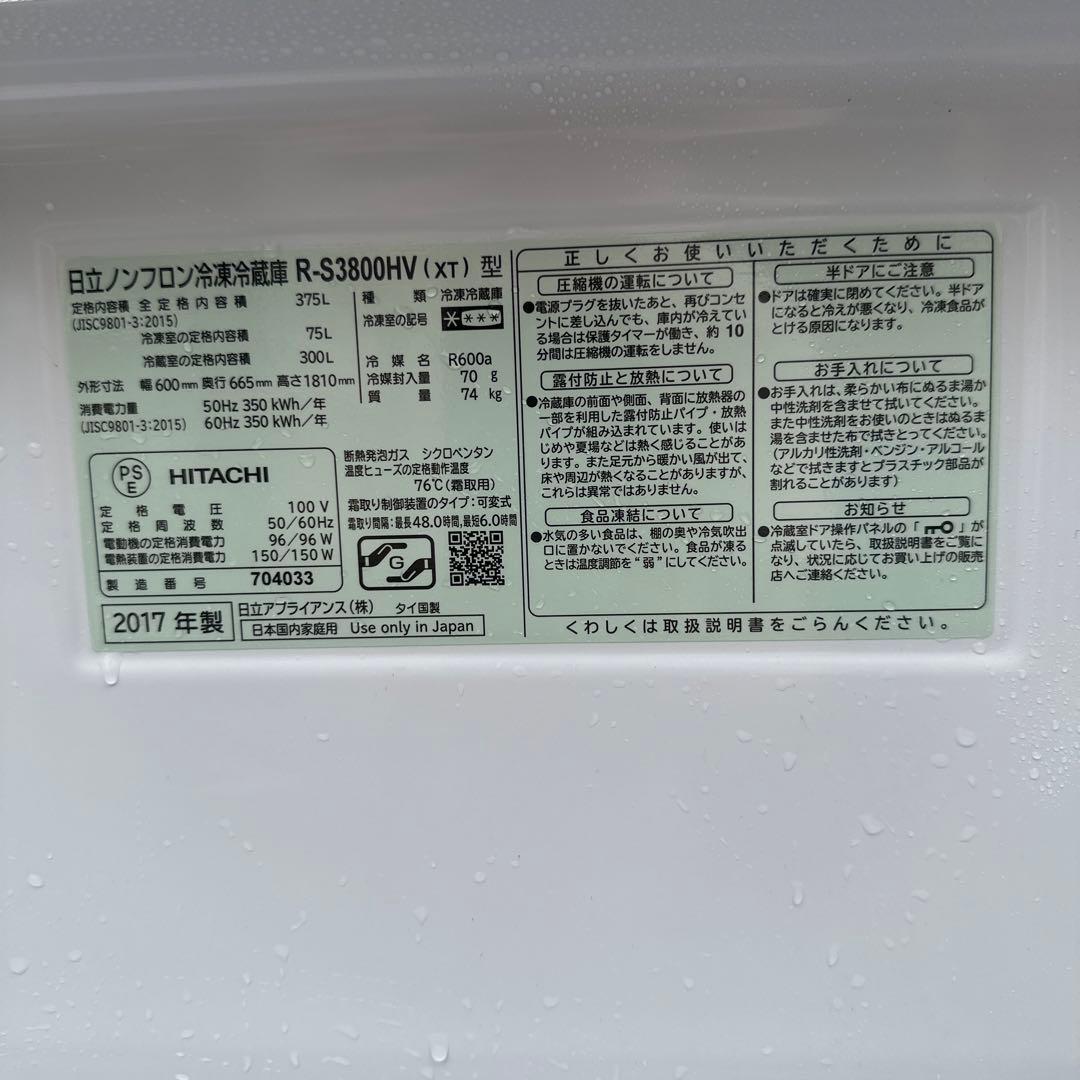 日立ノンフロン冷凍冷蔵庫 R-S3800HV(XT)型
定格内容積 全定格内容積 375L
(JISC9801-3:2015)
冷凍室の定格内容積 75L
冷蔵室の定格内容積 300L
外形寸法 幅600mm 奥行665mm 高さ1810mm
消費電力量 50Hz 350 kWh/年
(JISC9801-3:2015) 60Hz 350 kWh/年
種類 冷凍冷蔵庫
冷凍室の記号 ****
冷媒名 R600a
冷媒封入量 70 g
質量 74 kg
PS
E
HITACHI
定格電圧 100 V
定格周波数 50/60Hz
電動機の定格消費電力 96/96 W
電熱装置の定格消費電力 150/150 W
製造番号 704033
断熱発泡ガス シクロペンタン
温度ヒューズの定格動作温度
76℃(霜取用)
霜取り制御装置のタイプ:可変式
霜取り間隔:最長48.0時間,最短6.0時間
G
2017 年製
日立アプライアンス(株) タイ国製
日本国内家庭用 Use only in Japan
正しくお使いいただくために
圧縮機の運転について
●電源プラグを抜いたあと、再びコンセ
ントに差し込んでも、庫内が冷えてい
る場合は保護タイマーが働き、約10
分間は圧縮機の運転をしません。
露付防止と放熱について
●冷蔵庫の前面や側面、背面に放熱器の
一部を利用した露付防止パイプ・放熱
パイプが組み込まれています。使いは
じめや夏場などは熱く感じることがあ
ります。また足元から暖かい風が出て、
床や周辺が熱くなることがありますが、
これらは異常ではありません。
食品凍結について
●水気の多い食品は、棚の奥や冷気吹出
口に置かないでください。食品が凍る
ときは温度調節を“弱”にしてください。
半ドアにご注意
●ドアは確実に閉めてください。半ドア
になると冷えが悪くなり、冷凍食品が
とける原因になります。
お手入れについて
●お手入れは、柔らかい布にぬるま湯か
中性洗剤を含ませて拭いてください。
また中性洗剤をお使いのときはぬるま
湯を含ませた布で拭きとってください。
(アルカリ性洗剤・ベンジン・アルコール
などで拭きますとプラスチック部品が
割れることがあります)
お知らせ
●冷蔵室ドア操作パネルの「」が
点滅していたら、取扱説明書をご覧に
なり、状況に応じてお買い上げの販売
店へご連絡ください。
くわしくは取扱説明書をごらんください。